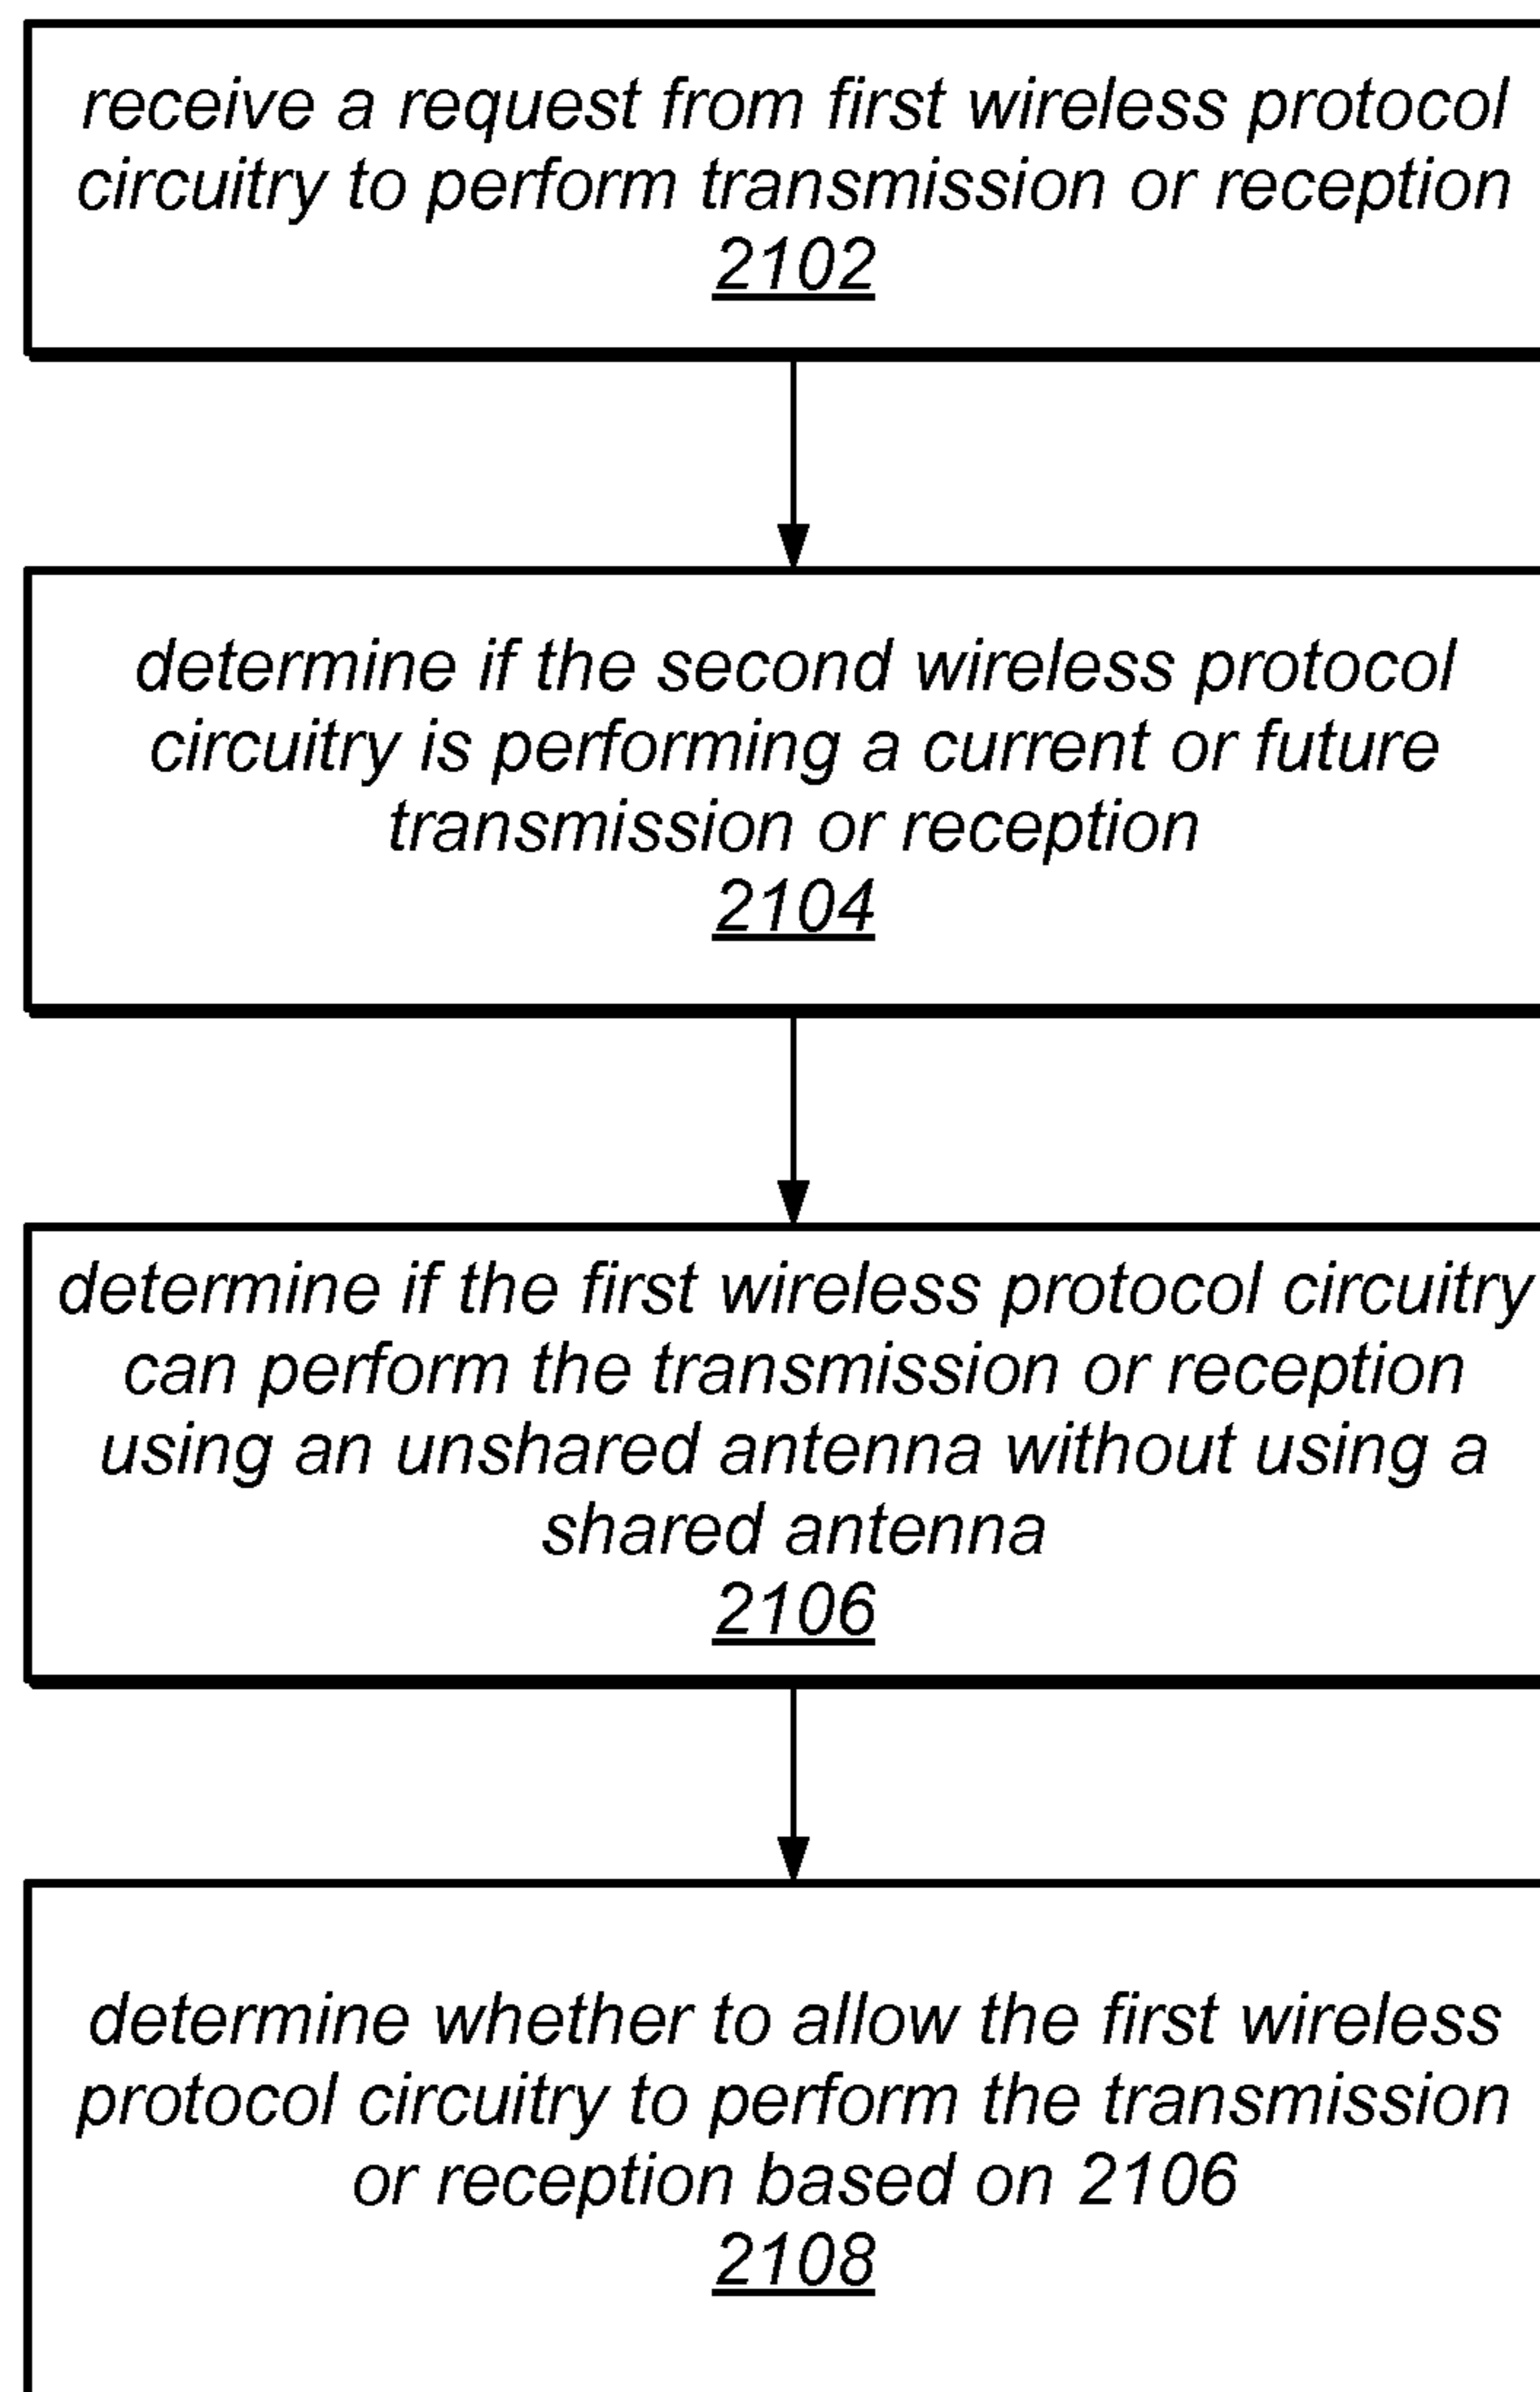 receive a request from first wireless protocol
circuitry to perform transmission or reception
2102
determine if the second wireless protocol
circuitry is performing a current or future
transmission or reception
2104
determine if the first wireless protocol circuitry
can perform the transmission or reception
using an unshared antenna without using a
shared antenna
2106
determine whether to allow the first wireless
protocol circuitry to perform the transmission
or reception based on 2106
2108